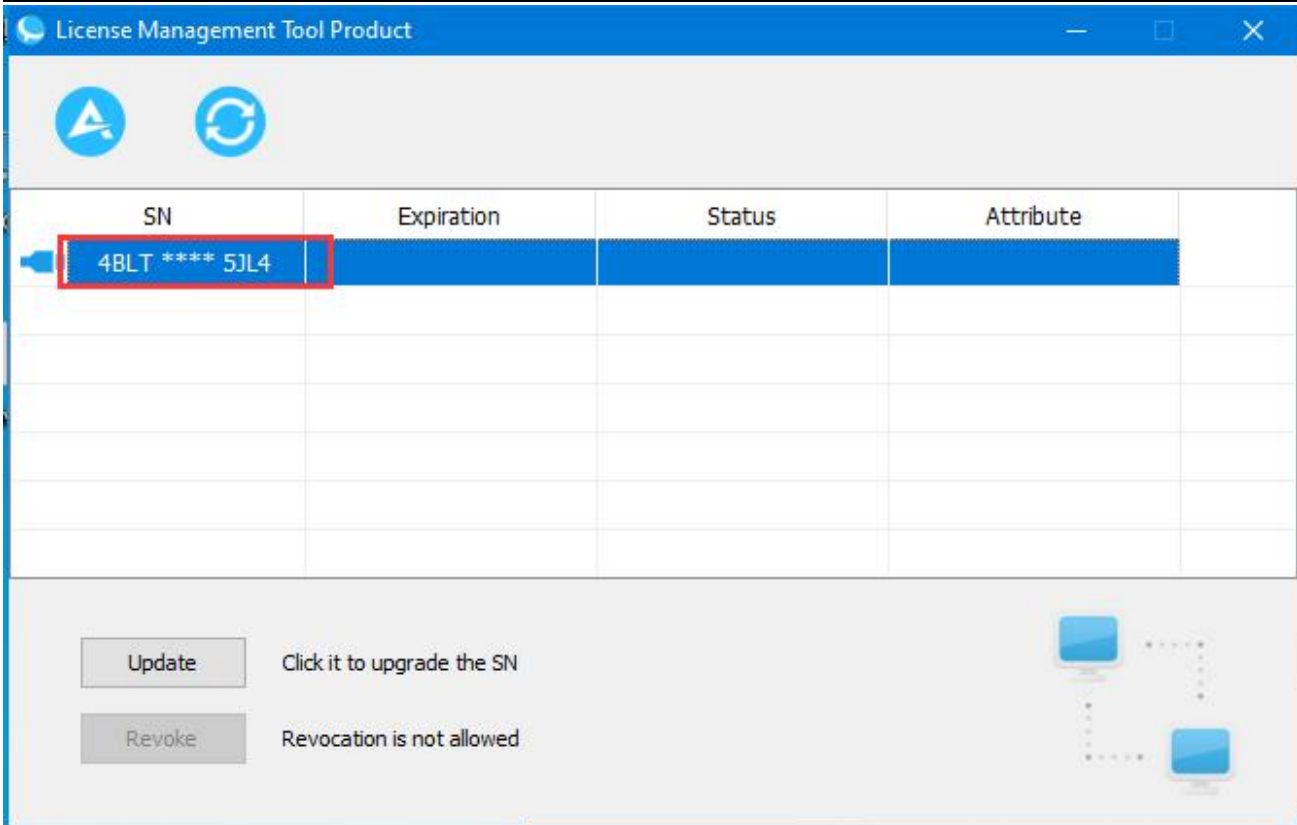 License Management Tool Product
SN Expiration Status Attribute
4BLT **** 5JL4
Update Click it to upgrade the SN
Revoke Revocation is not allowed